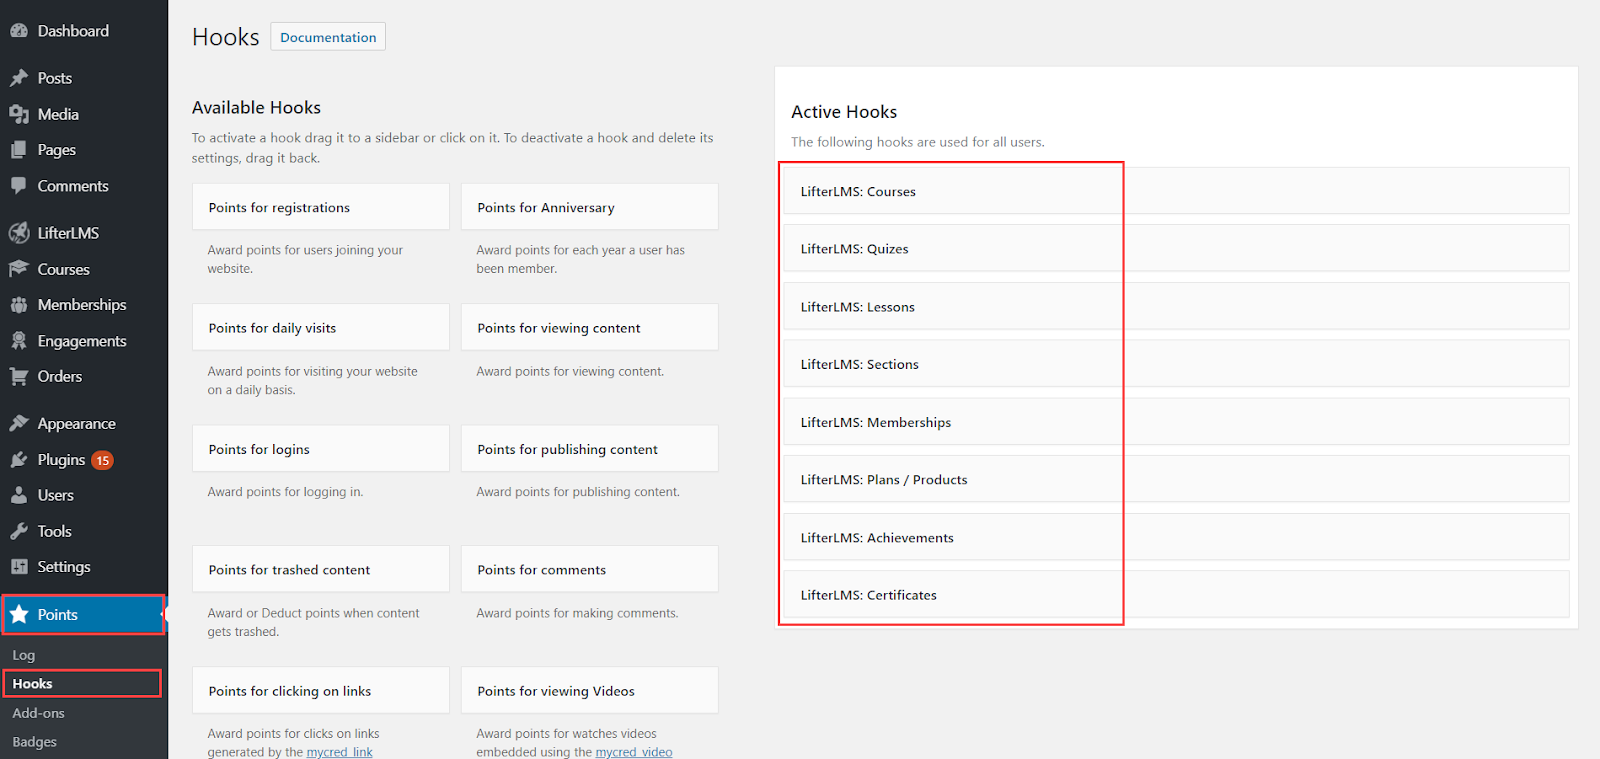 Dashboard
Posts
Media
Pages
Comments
LifterLMS
Courses
Memberships
Engagements
Orders
Appearance
Plugins 15
Users
Tools
Settings
Points
Log
Hooks
Add-ons
Badges
Hooks Documentation
Available Hooks
To activate a hook drag it to a sidebar or click on it. To deactivate a hook and delete its
settings, drag it back.
Points for registrations
Award points for users joining your
website.
Points for Anniversary
Award points for each year a user has
been member.
Points for daily visits
Award points for visiting your website
on a daily basis.
Points for viewing content
Award points for viewing content.
Points for logins
Award points for logging in.
Points for publishing content
Award points for publishing content.
Points for trashed content
Award or Deduct points when content
gets trashed.
Points for comments
Award points for making comments.
Points for clicking on links
Award points for clicks on links
generated by the mycred_link
Points for viewing Videos
Award points for watches videos
embedded using the mycred_video
Active Hooks
The following hooks are used for all users.
LifterLMS: Courses
LifterLMS: Quizes
LifterLMS: Lessons
LifterLMS: Sections
LifterLMS: Memberships
LifterLMS: Plans / Products
LifterLMS: Achievements
LifterLMS: Certificates